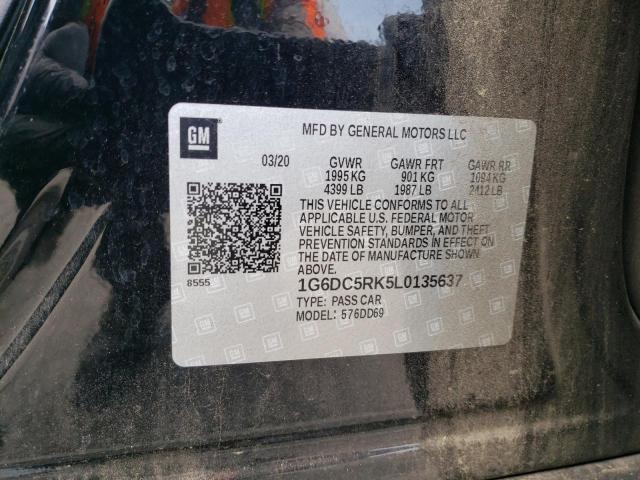 GM
MFD BY GENERAL MOTORS LLC
03/20 GVWR GAWR FRT GAWR RR
1995 KG 901 KG 1094 KG
4399 LB 1987 LB 2412 LB
THIS VEHICLE CONFORMS TO ALL
APPLICABLE U.S. FEDERAL MOTOR
VEHICLE SAFETY, BUMPER, AND THEFT
PREVENTION STANDARDS IN EFFECT ON
THE DATE OF MANUFACTURE SHOWN
ABOVE.
8555
1G6DC5RK5L0135637
TYPE: PASS CAR
MODEL: 576DD69